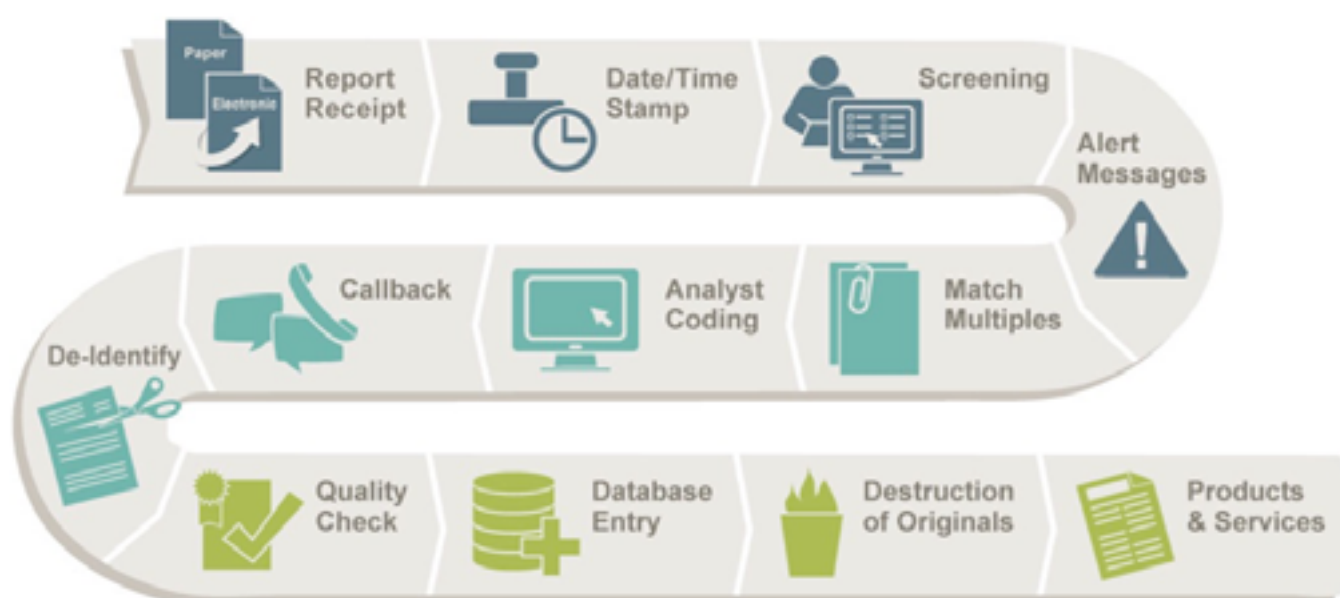 Paper
Electronic
Report
Receipt
Date/Time
Stamp
Screening
Alert
Messages
Match
Multiples
Analyst
Coding
Callback
De-Identify
Quality
Check
Database
Entry
Destruction
of Originals
Products
& Services